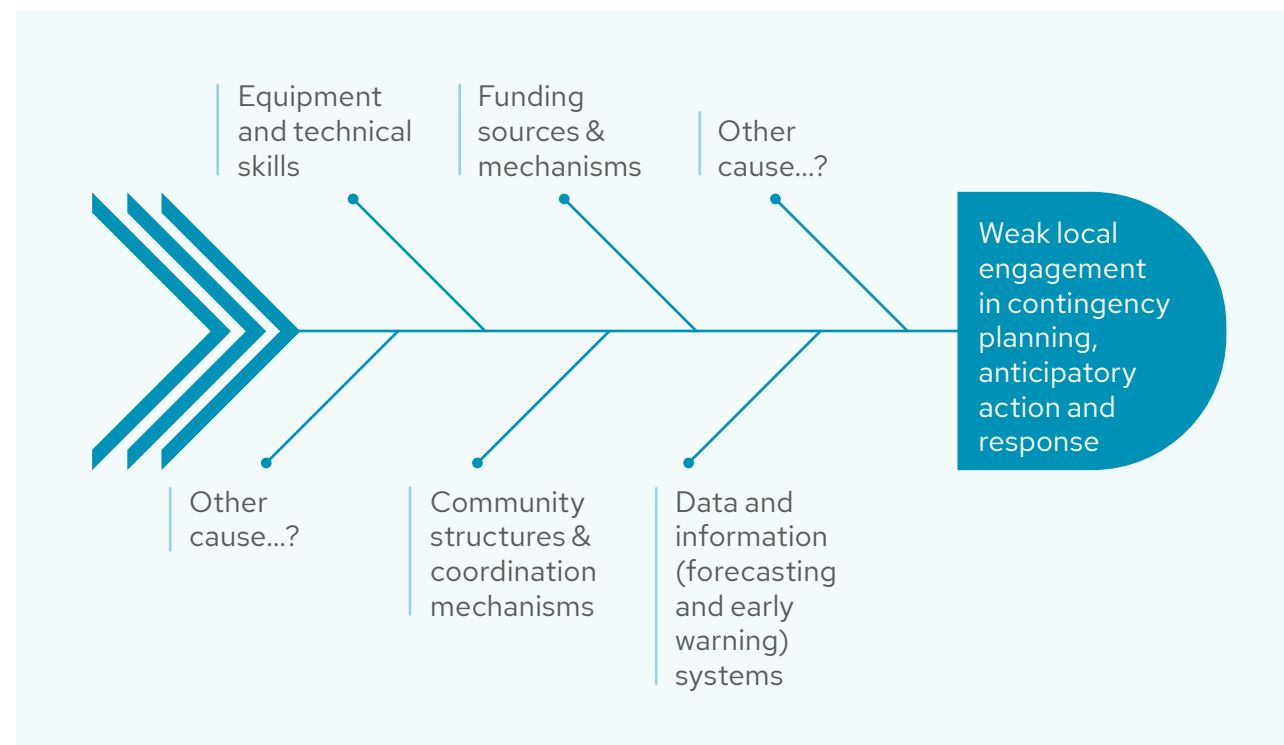 Equipment
and technical
skills
Funding
sources &
mechanisms
Other
cause...?
Weak local
engagement
in contingency
planning,
anticipatory
action and
response
Other
cause...?
Community
structures &
coordination
mechanisms
Data and
information
(forecasting
and early
warning)
systems